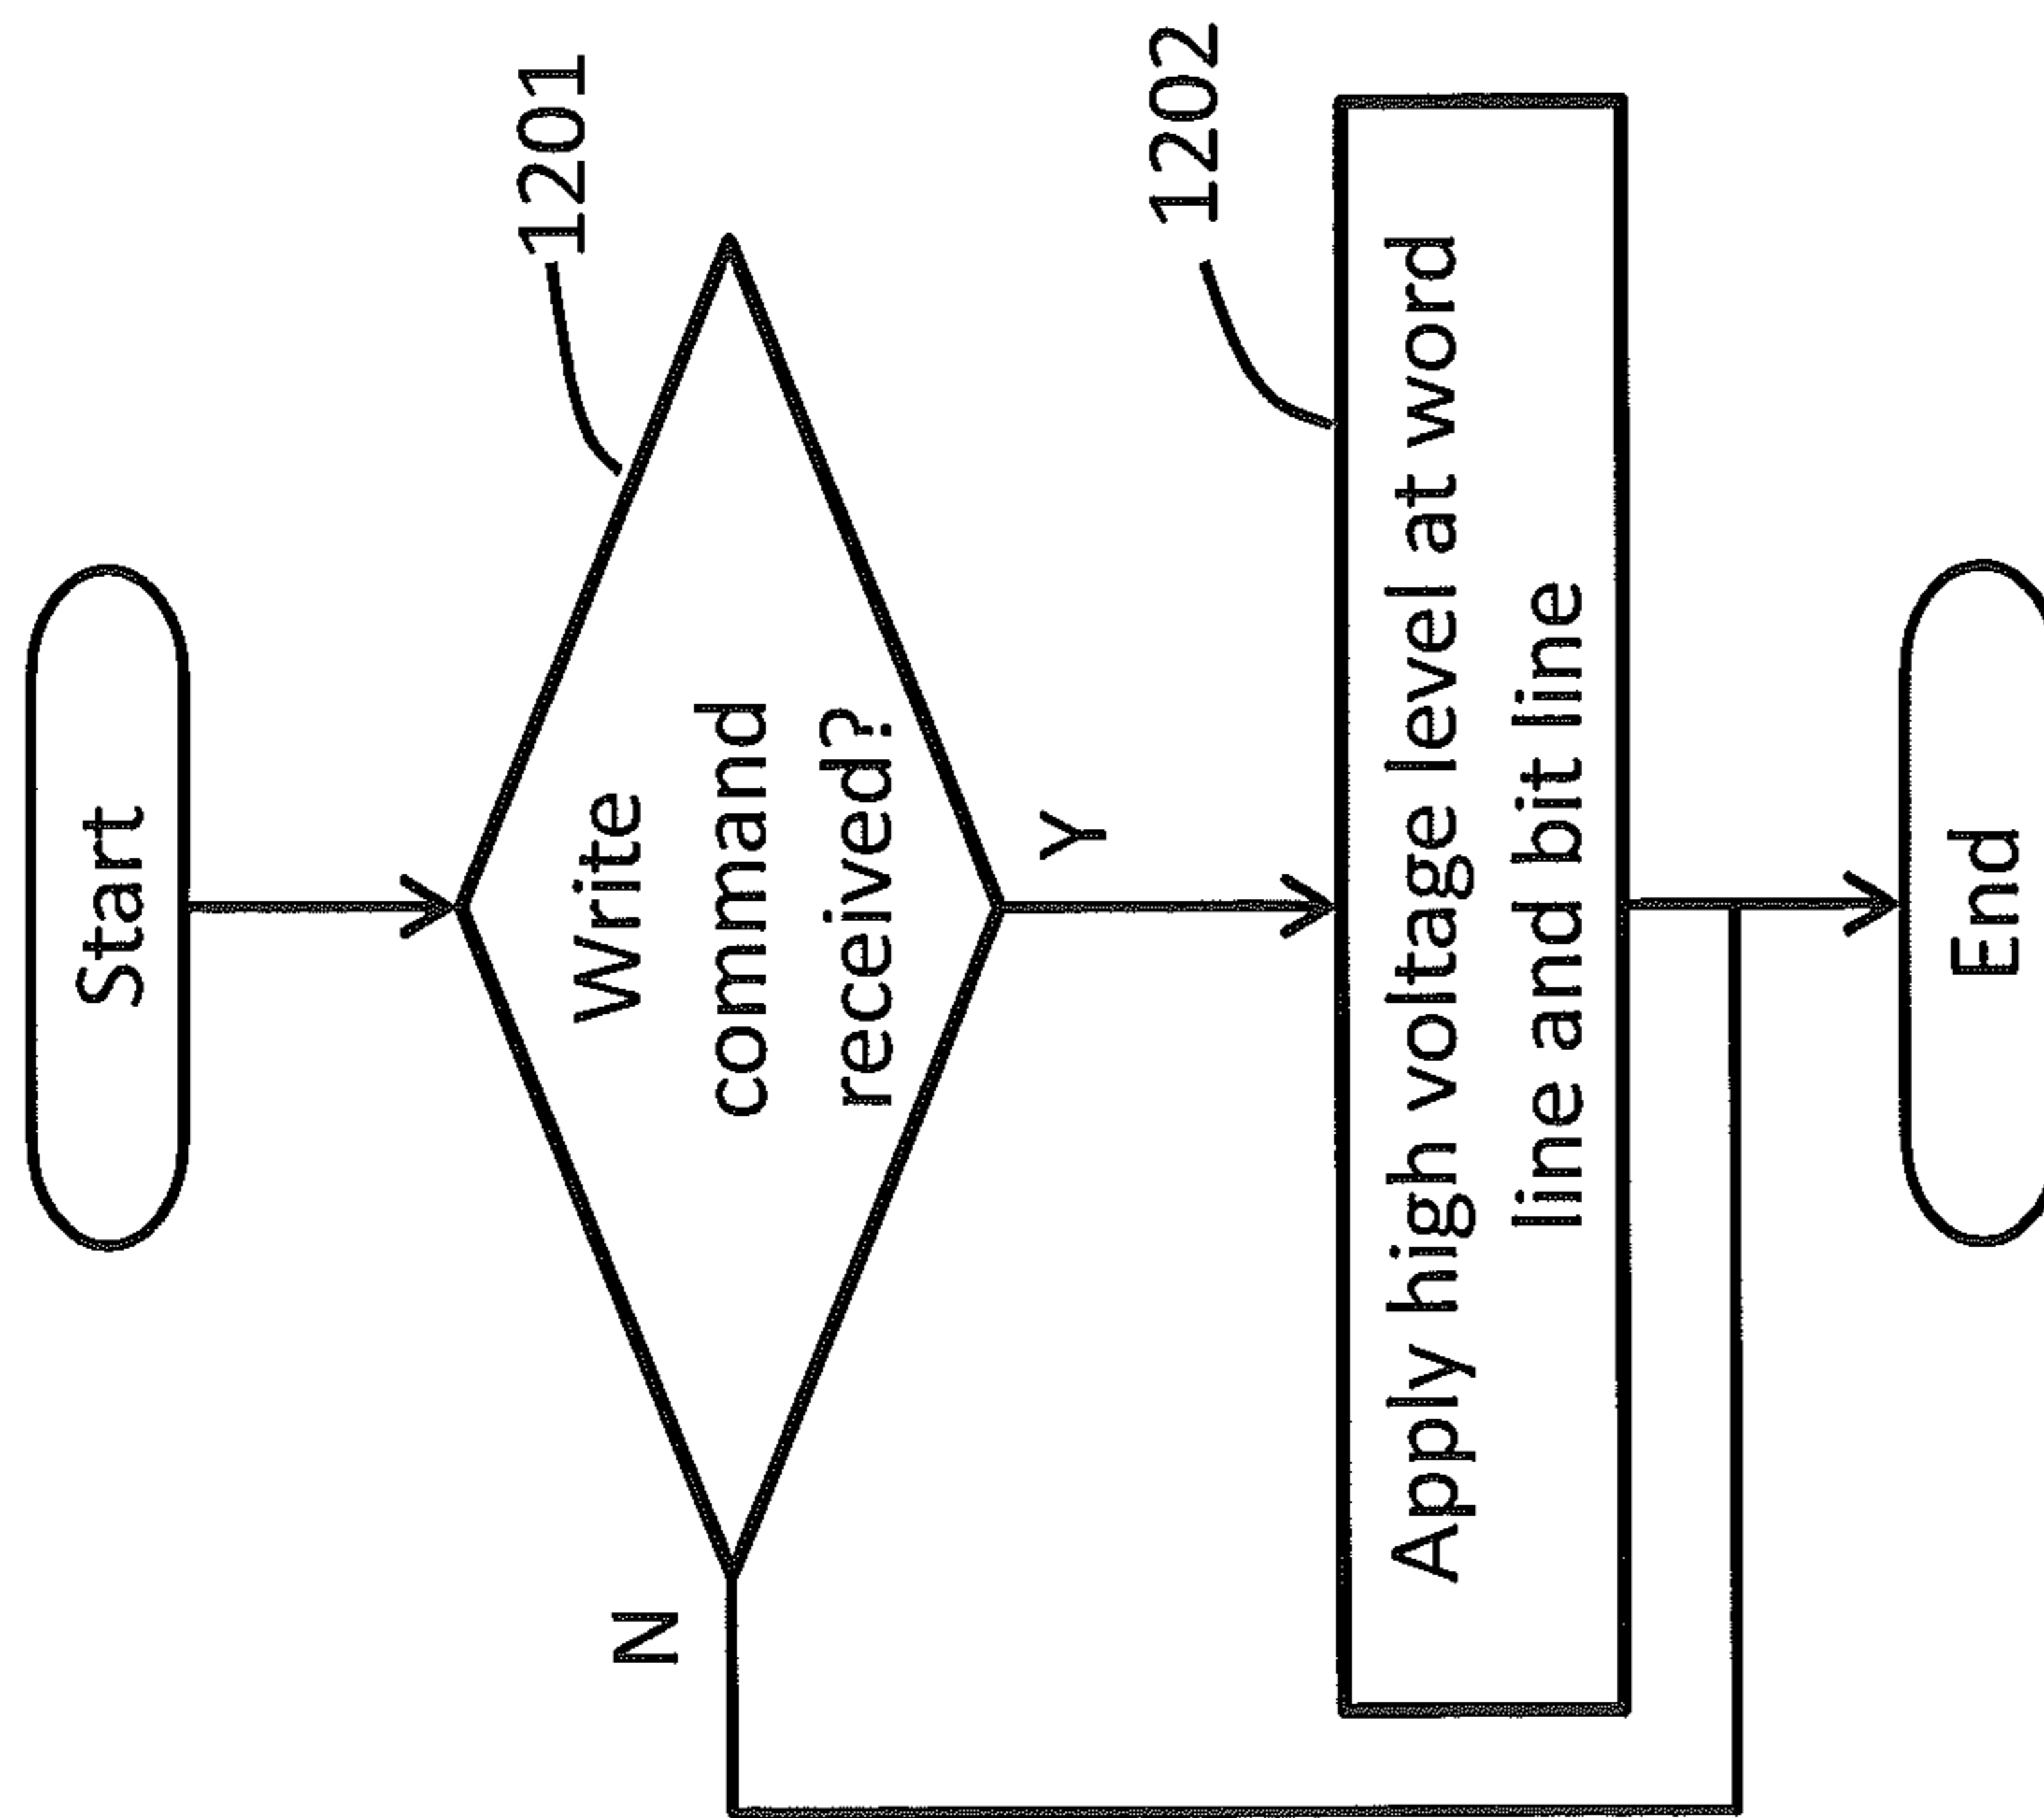 Start
1201
Write
command
received?
N
Y
1202
Apply high voltage level at word
line and bit line
End